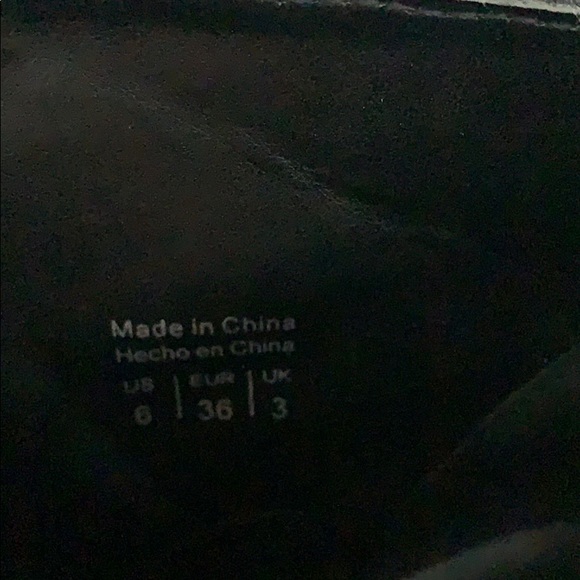 Made in China
Hecho en China
US | EUR | UK
6 | 36 | 3